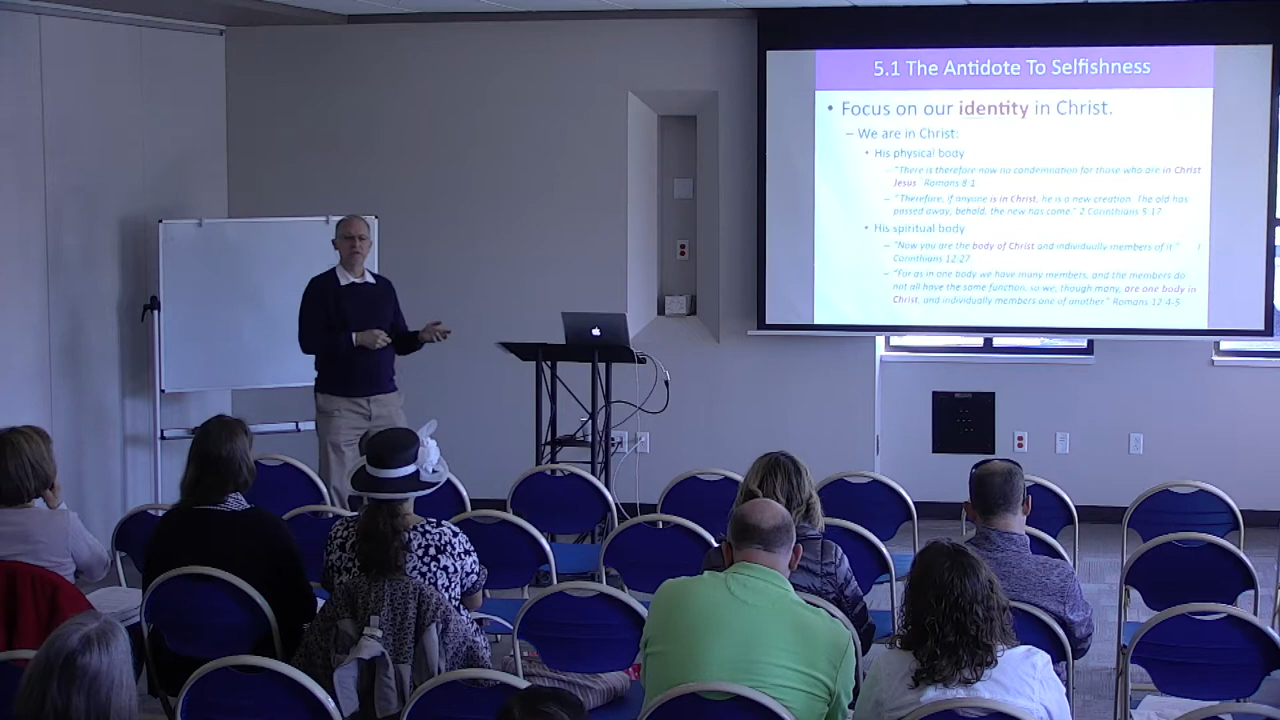 5.1 The Antidote To Selfishness
• Focus on our identity in Christ.
– We are in Christ:
• His physical body
– "There is therefore now no condemnation for those who are in Christ
Jesus" Romans 8:1
– "Therefore, if anyone is in Christ, he is a new creation. The old has
passed away, behold, the new has come." 2 Corinthians 5:17
• His spiritual body
– "Now you are the body of Christ and individually members of it." 1
Corinthians 12:27
– "For as in one body we have many members, and the members do
not all have the same function, so we, though many, are one body in
Christ, and individually members one of another." Romans 12:4-5